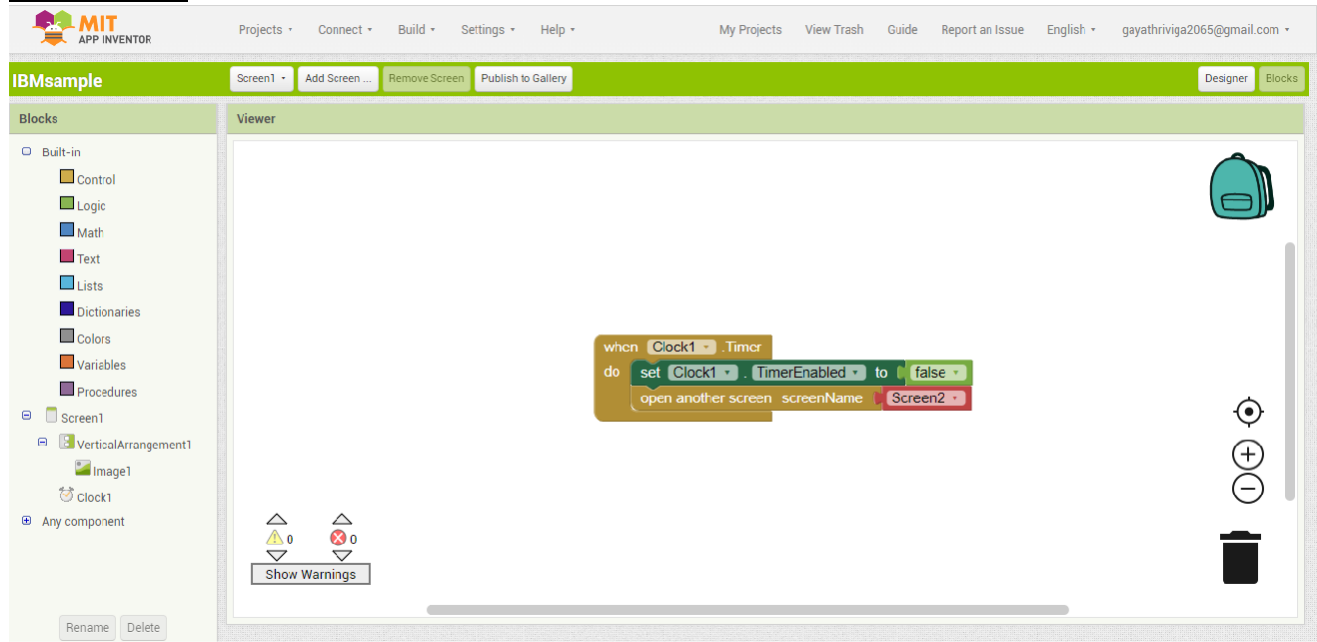 MIT
APP INVENTOR
Projects Connect Build Settings Help My Projects View Trash Guide Report an Issue English gayathriviga2065@gmail.com
IBMsample Screen1 Add Screen ... Remove Screen Publish to Gallery Designer Blocks
Blocks Viewer
Built-in
Control
Logic
Math
Text
Lists
Dictionaries
Colors
Variables
Procedures
Screen1
VerticalArrangement1
Image1
Clock1
Any component
Rename Delete
when Clock1 .Timer
do set Clock1 . TimerEnabled to false
open another screen screenName Screen2
0 0
Show Warnings